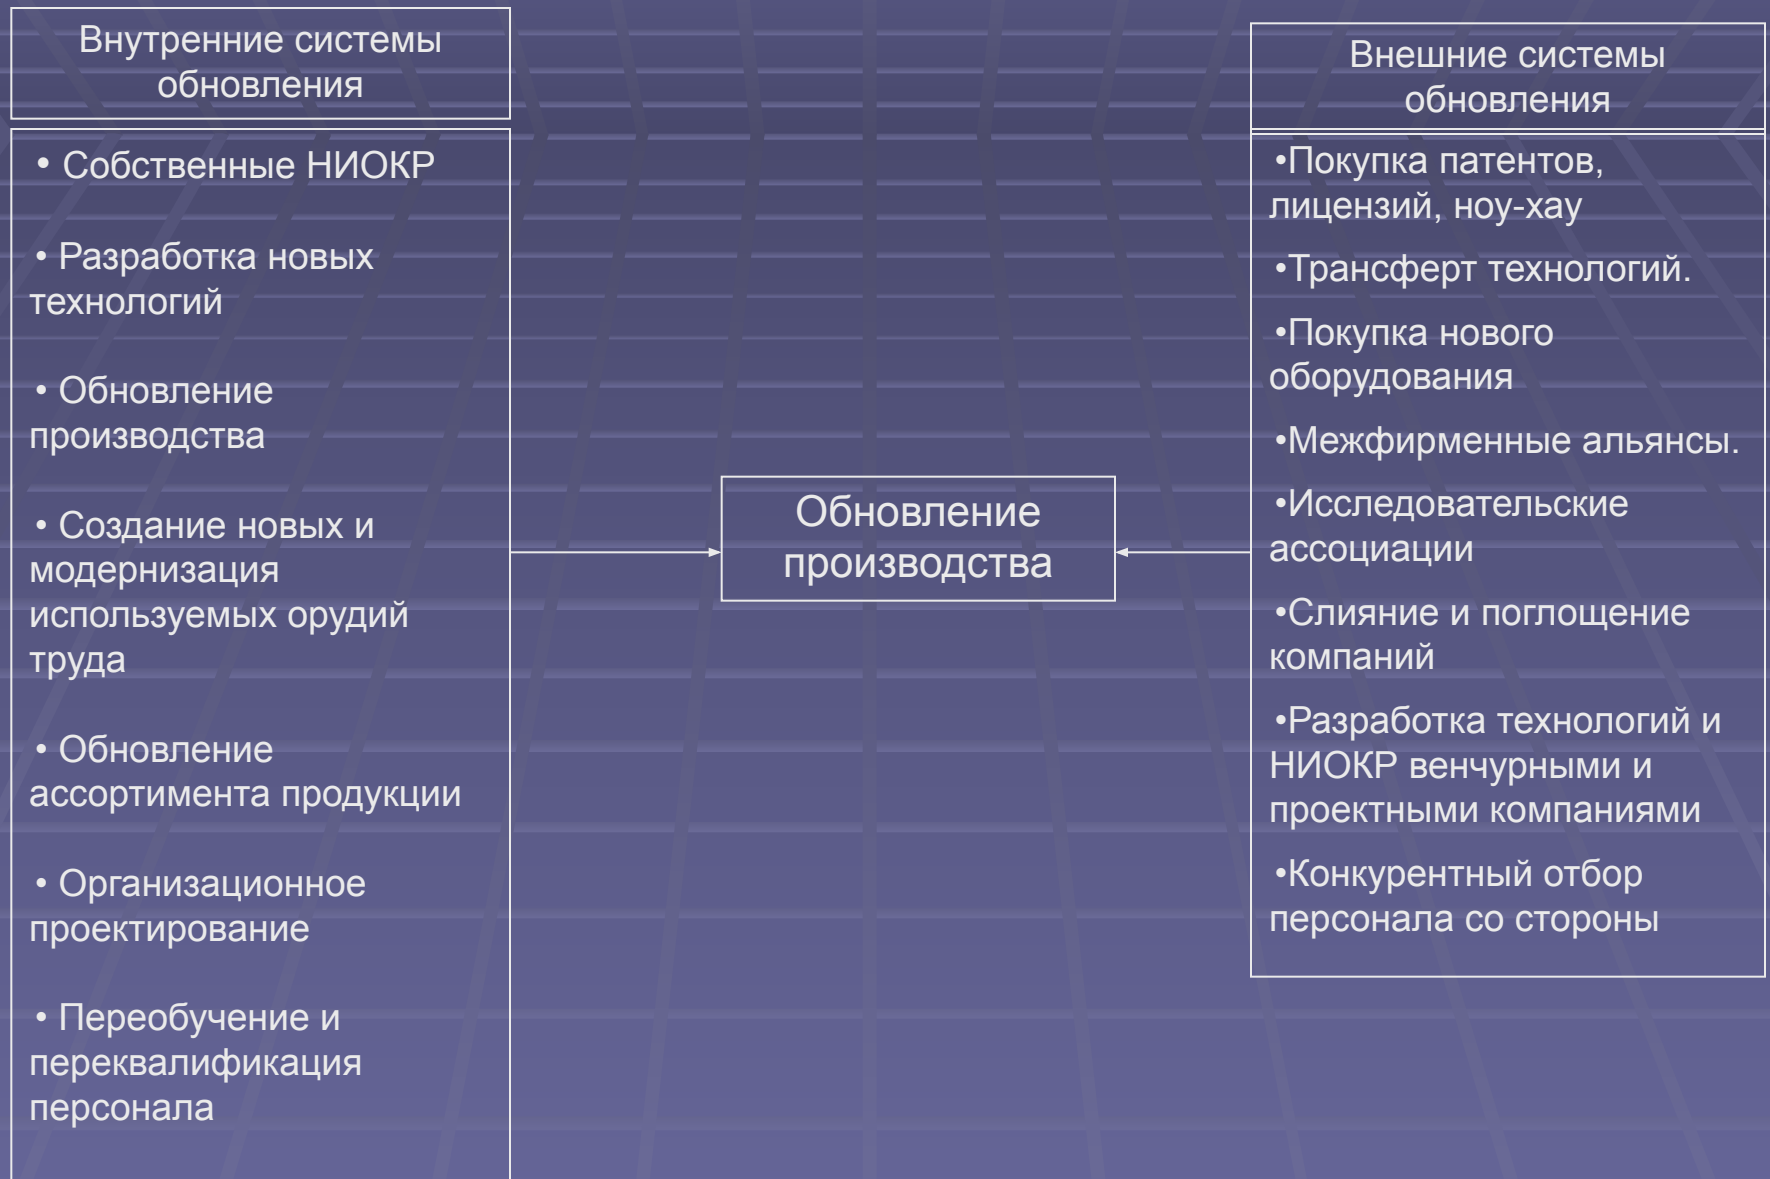 Внутренние системы
обновления
• Собственные НИОКР
• Разработка новых
технологий
• Обновление
производства
• Создание новых и
модернизация
используемых орудий
труда
• Обновление
ассортимента продукции
• Организационное
проектирование
• Переобучение и
переквалификация
персонала
Обновление
производства
Внешние системы
обновления
•Покупка патентов,
лицензий, ноу-хау
•Трансферт технологий.
•Покупка нового
оборудования
•Межфирменные альянсы.
•Исследовательские
ассоциации
•Слияние и поглощение
компаний
•Разработка технологий и
НИОКР венчурными и
проектными компаниями
•Конкурентный отбор
персонала со стороны